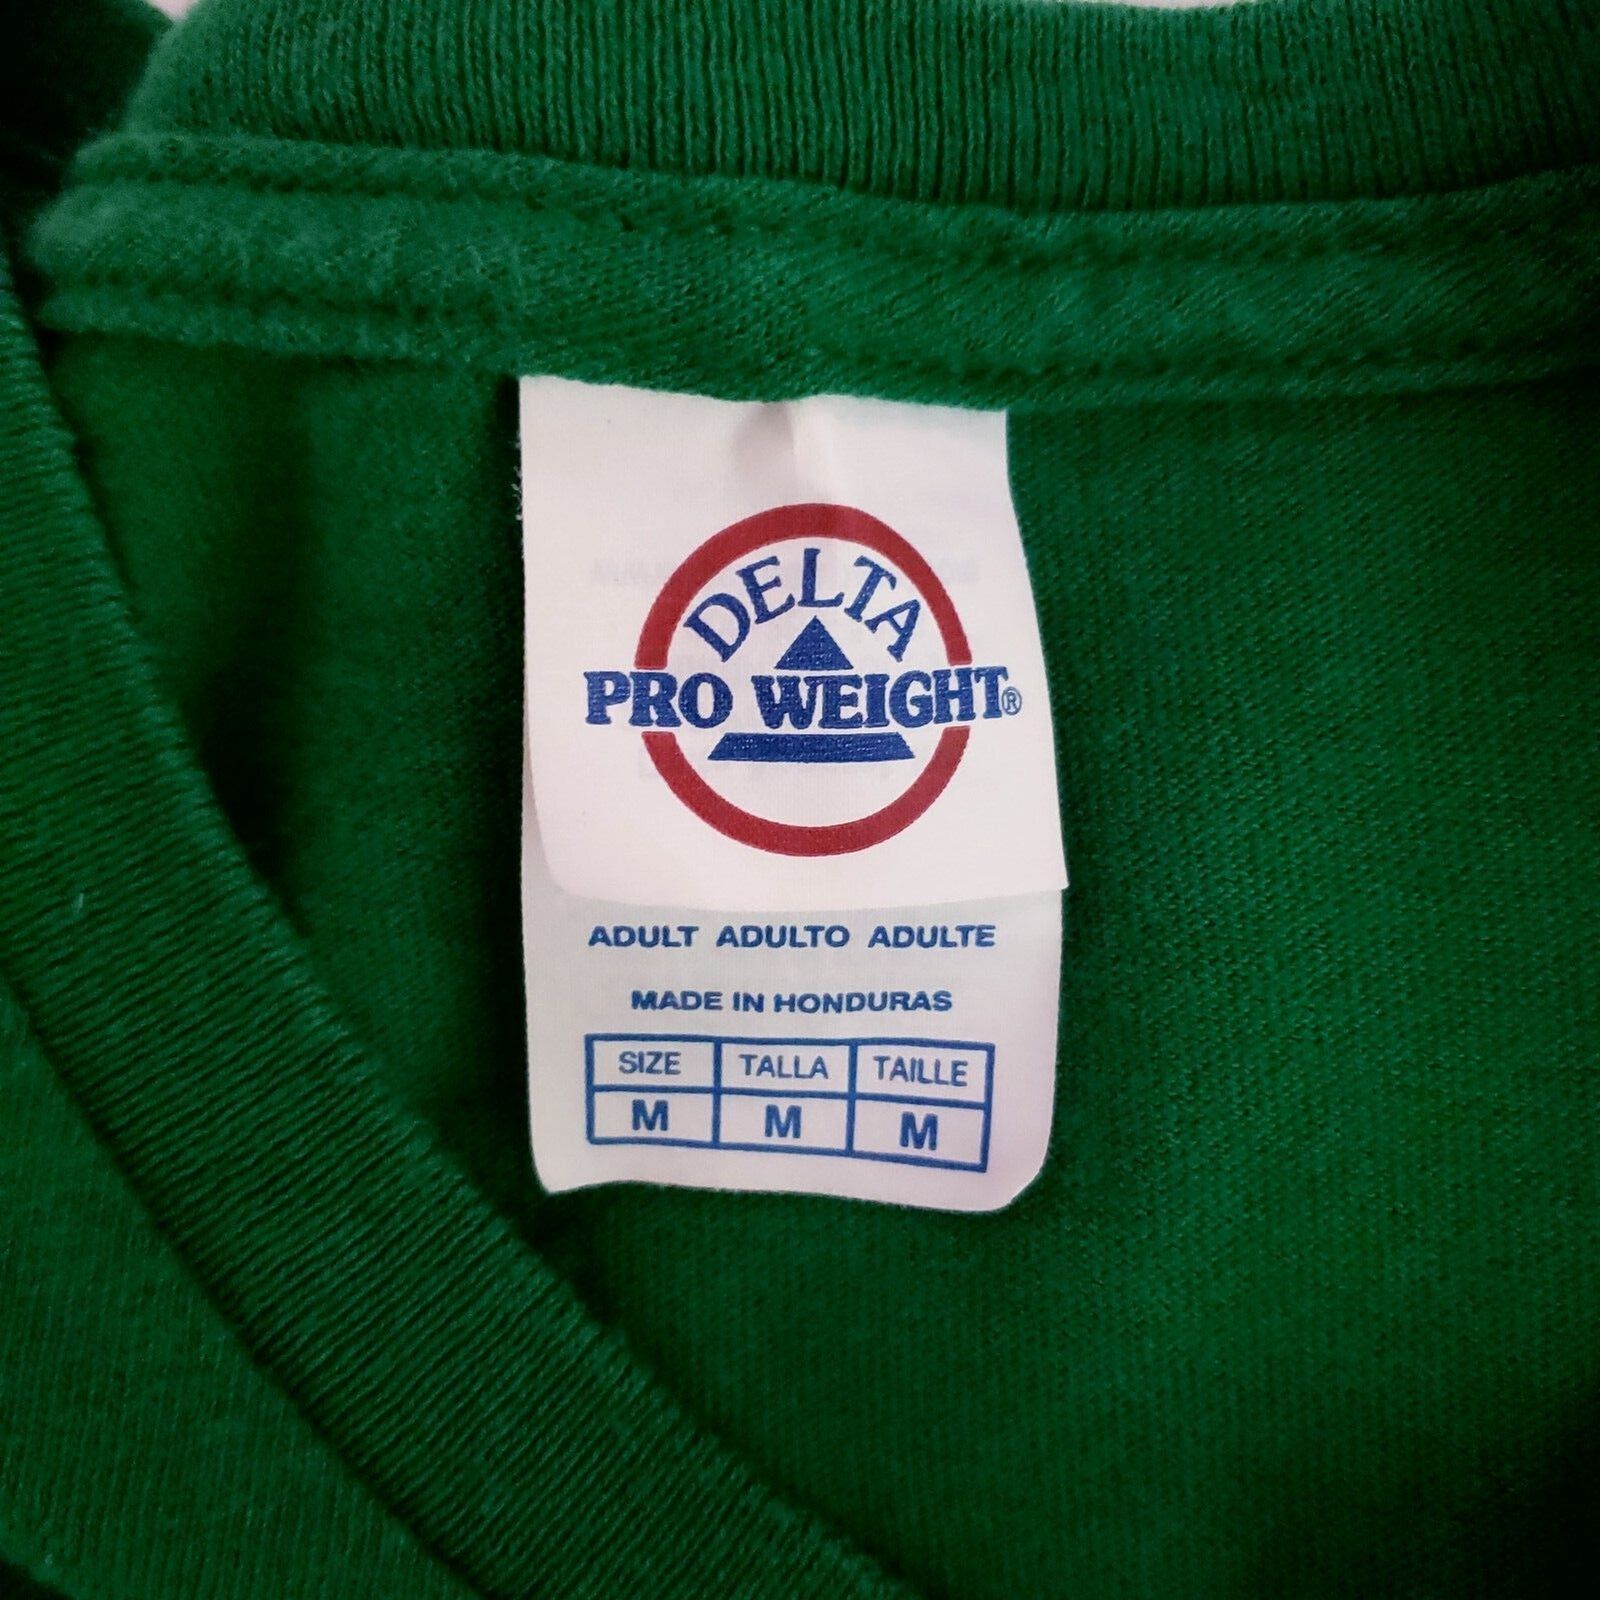 DELTA
PRO WEIGHT®
ADULT ADULTO ADULTE
MADE IN HONDURAS
SIZE TALLA TAILLE
M M M